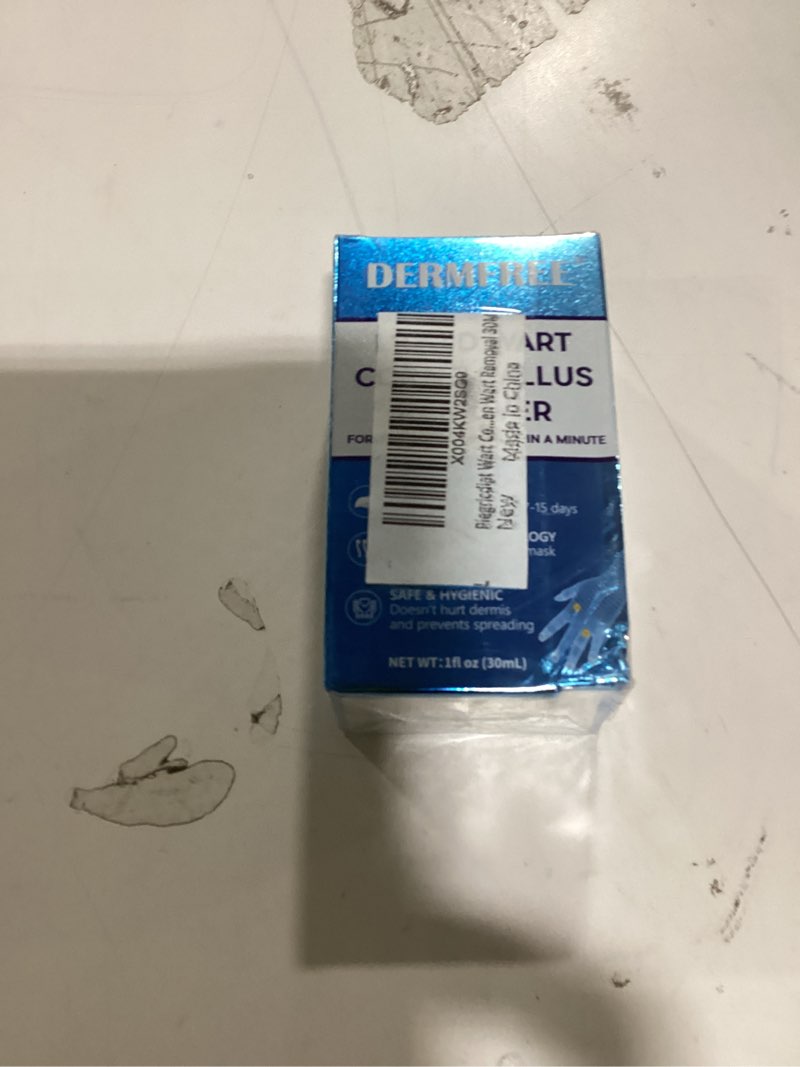 DERMFREE
ART
C LLUS
ER
FOR IN A MINUTE
-15 days
OGY
mask
SAFE & HYGIENIC
Doesn't hurt dermis
and prevents spreading
NET WT:1fl oz (30mL)
X004KW2SG9
Wart Co...en Wart Removal 30M
New Made in China